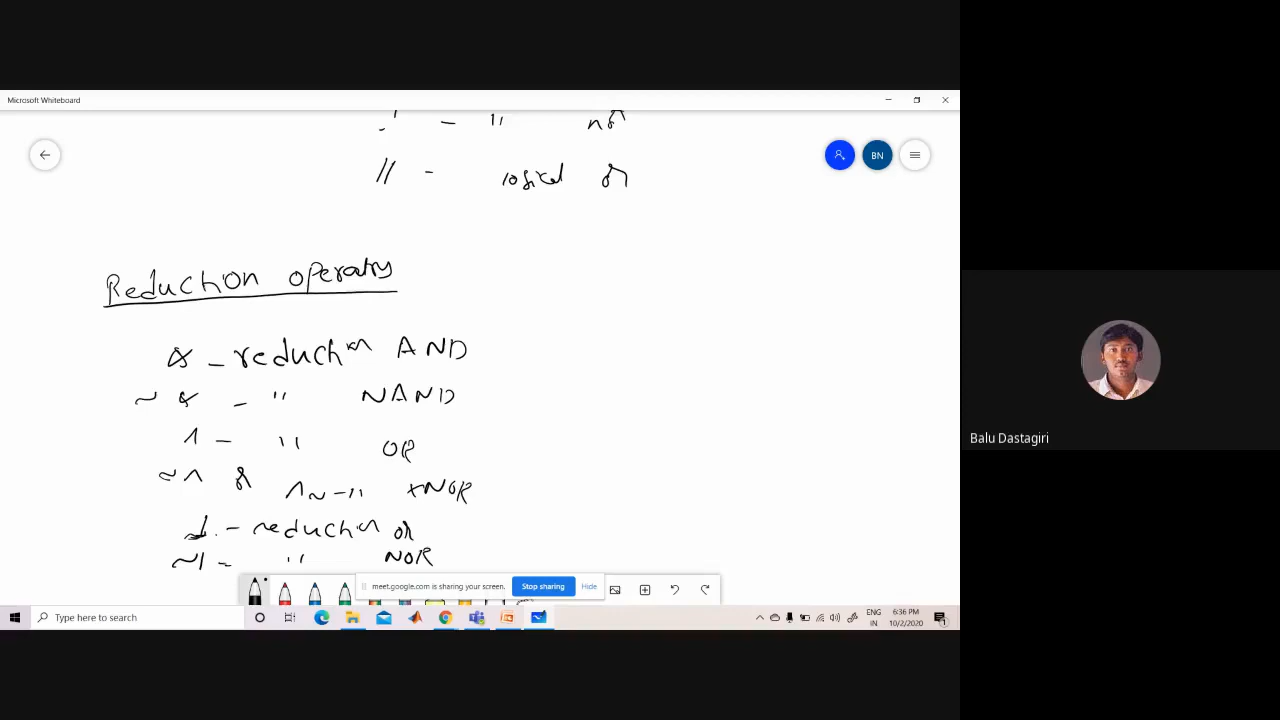 Microsoft Whiteboard
! - " not
BN
// - logical or
Reduction operators
& - reduction AND
~ & - " NAND
^ - " OR
~^ & ^~ - " XNOR
| - reduction or
~| - " NOR
meet.google.com is sharing your screen.
Stop sharing
Hide
Type here to search
ENG
IN
6:36 PM
10/2/2020
Balu Dastagiri